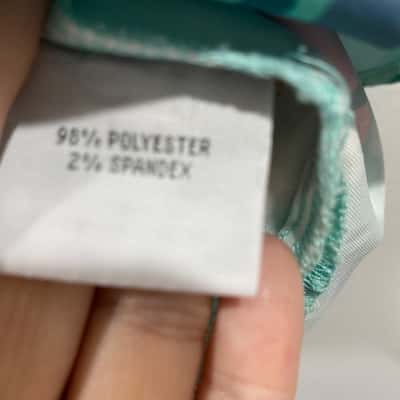 98% POLYESTER
2% SPANDEX